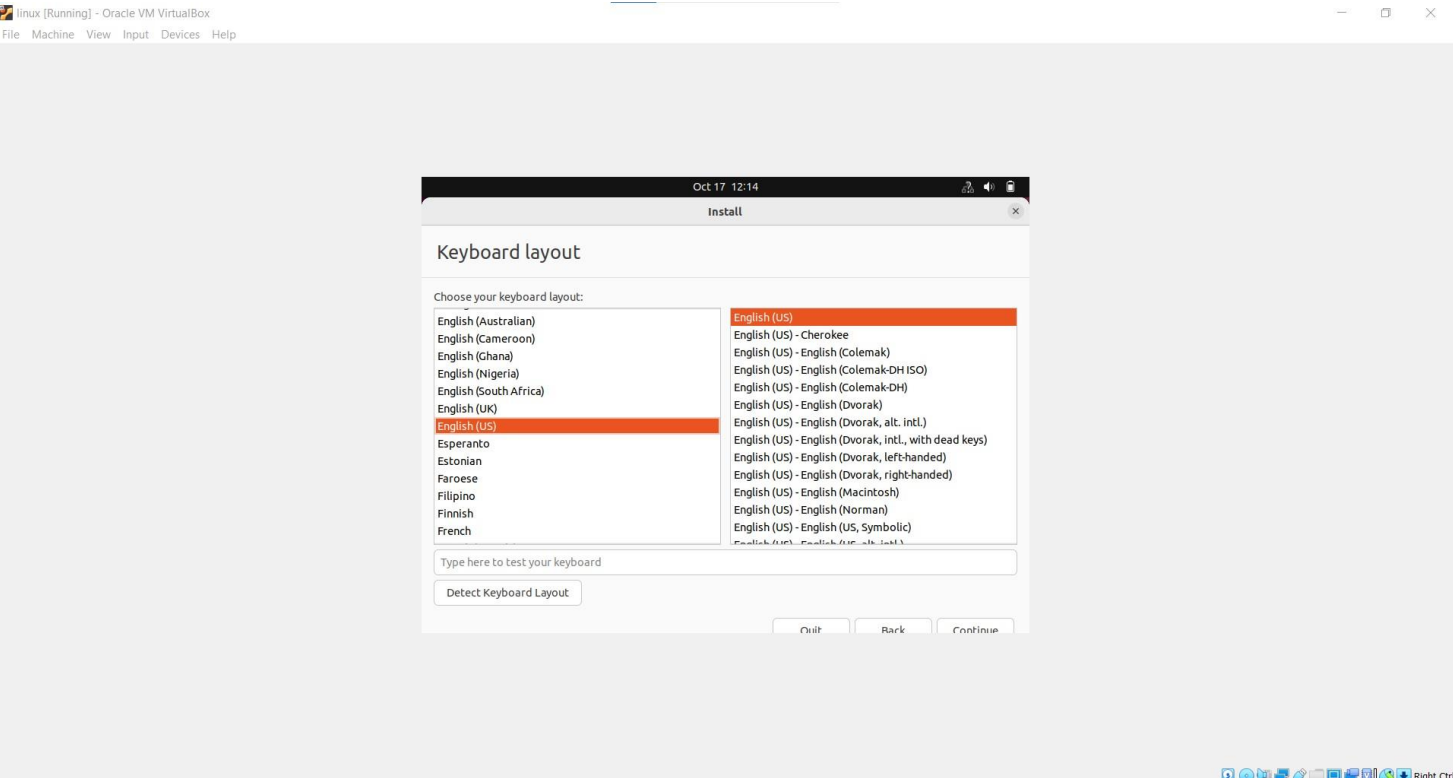 linux [Running] - Oracle VM VirtualBox
File Machine View Input Devices Help
Oct 17 12:14
Install
Keyboard layout
Choose your keyboard layout:
English (Australian)
English (Cameroon)
English (Ghana)
English (Nigeria)
English (South Africa)
English (UK)
English (US)
Esperanto
Estonian
Faroese
Filipino
Finnish
French
English (US)
English (US) - Cherokee
English (US) - English (Colemak)
English (US) - English (Colemak-DH ISO)
English (US) - English (Colemak-DH)
English (US) - English (Dvorak)
English (US) - English (Dvorak, alt. intl.)
English (US) - English (Dvorak, intl., with dead keys)
English (US) - English (Dvorak, left-handed)
English (US) - English (Dvorak, right-handed)
English (US) - English (Macintosh)
English (US) - English (Norman)
English (US) - English (US, Symbolic)
English (US) - English (US, alt. intl.)
Type here to test your keyboard
Detect Keyboard Layout
Quit Back Continue
Right Ctrl